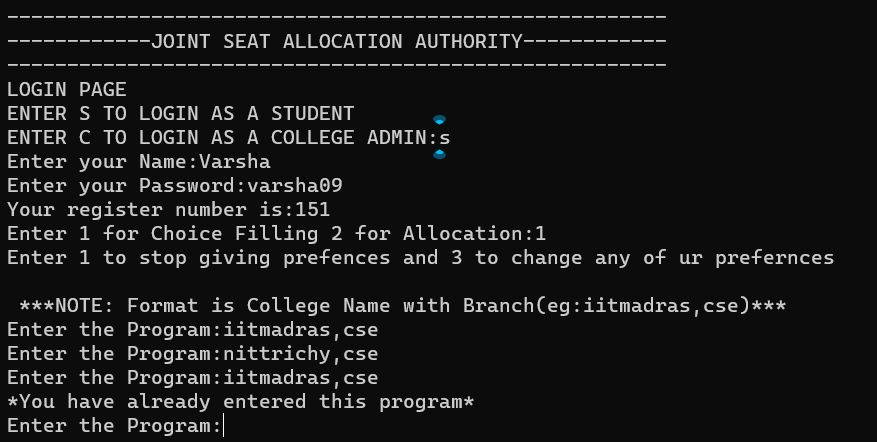 -------------------------------------------------------
------------JOINT SEAT ALLOCATION AUTHORITY------------
-------------------------------------------------------
LOGIN PAGE
ENTER S TO LOGIN AS A STUDENT
ENTER C TO LOGIN AS A COLLEGE ADMIN:s
Enter your Name:Varsha
Enter your Password:varsha09
Your register number is:151
Enter 1 for Choice Filling 2 for Allocation:1
Enter 1 to stop giving prefences and 3 to change any of ur prefernces
 ***NOTE: Format is College Name with Branch(eg:iitmadras,cse)***
Enter the Program:iitmadras,cse
Enter the Program:nittrichy,cse
Enter the Program:iitmadras,cse
*You have already entered this program*
Enter the Program: